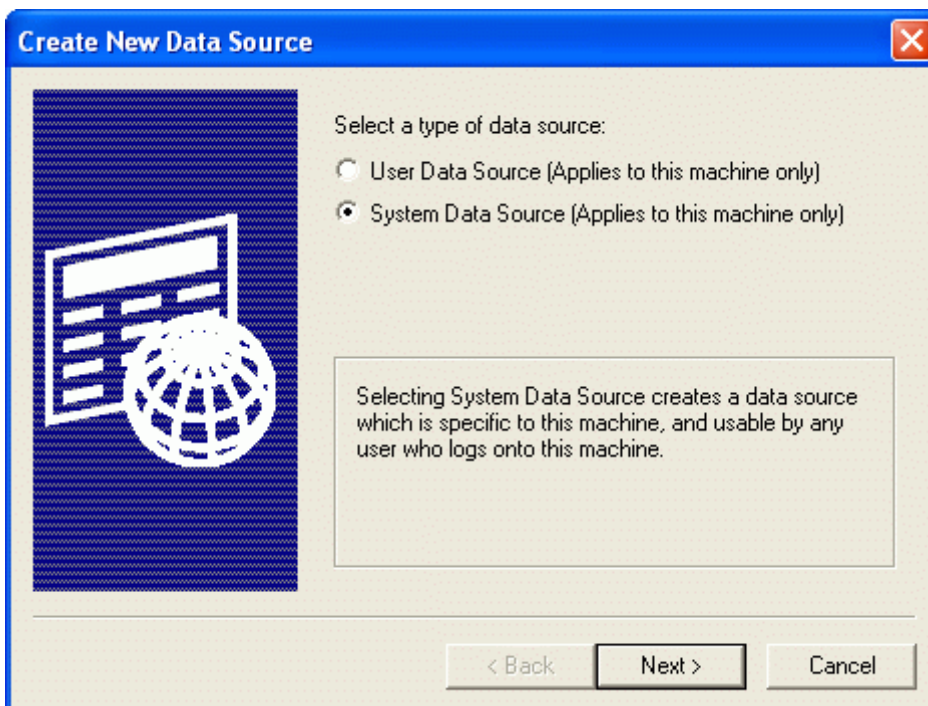 Create New Data Source
Select a type of data source:
User Data Source (Applies to this machine only)
System Data Source (Applies to this machine only)
Selecting System Data Source creates a data source
which is specific to this machine, and usable by any
user who logs onto this machine.
< Back
Next >
Cancel